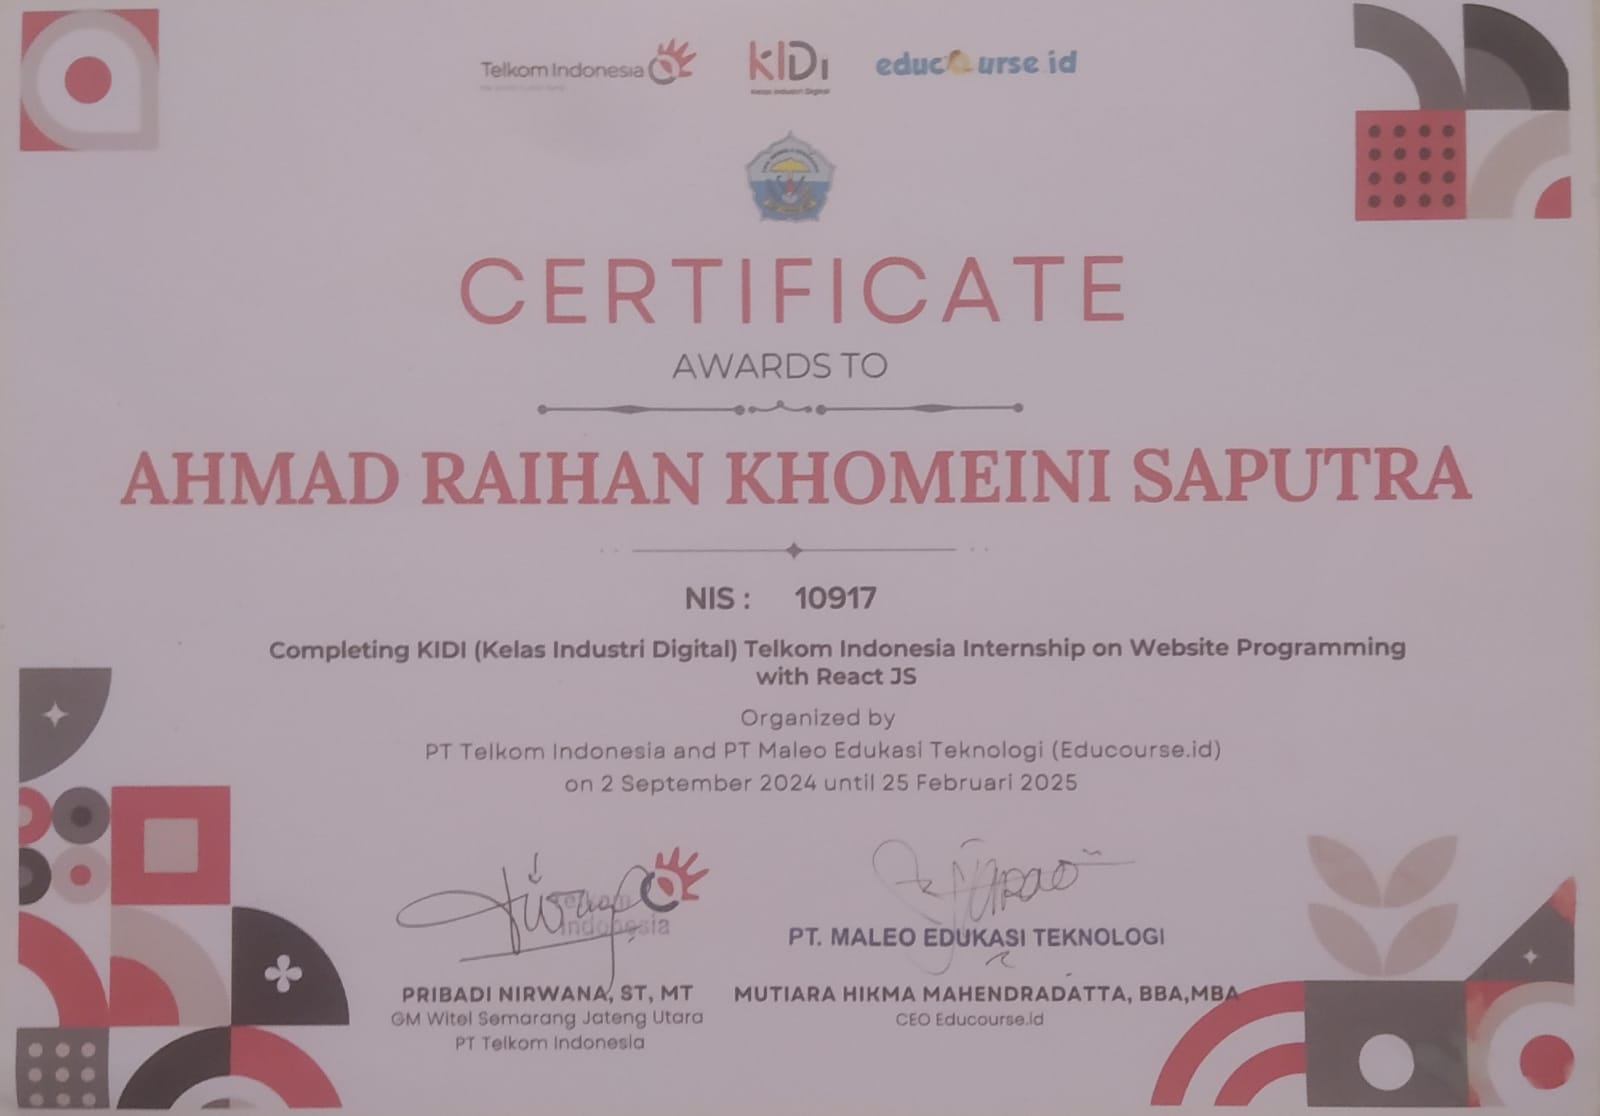 Telkom Indonesia
KIDi
Kelas Industri Digital
educourse.id
CERTIFICATE
AWARDS TO
AHMAD RAIHAN KHOMEINI SAPUTRA
NIS : 10917
Completing KIDI (Kelas Industri Digital) Telkom Indonesia Internship on Website Programming
with React JS
Organized by
PT Telkom Indonesia and PT Maleo Edukasi Teknologi (Educourse.id)
on 2 September 2024 until 25 Februari 2025
Telkom
Indonesia
PT. MALEO EDUKASI TEKNOLOGI
PRIBADI NIRWANA, ST, MT
GM Witel Semarang Jateng Utara
PT Telkom Indonesia
MUTIARA HIKMA MAHENDRADATTA, BBA,MBA
CEO Educourse.id